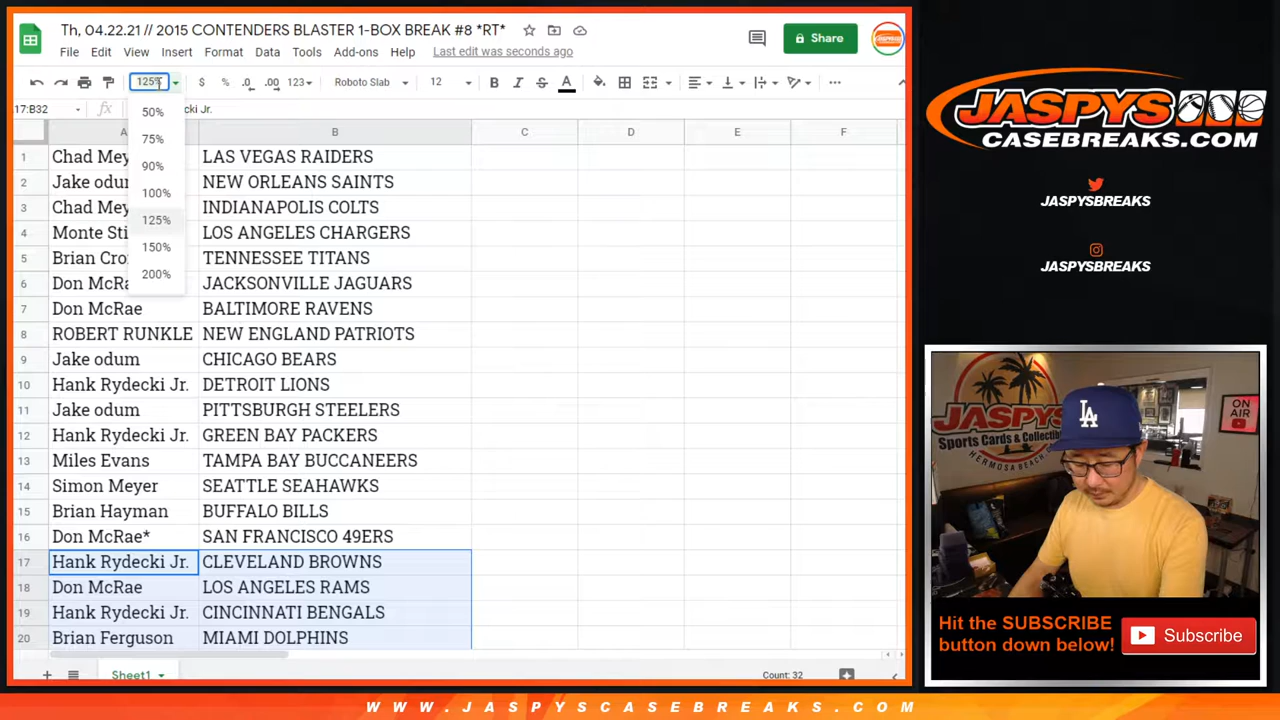 Th, 04.22.21 // 2015 CONTENDERS BLASTER 1-BOX BREAK #8 *RT*
File Edit View Insert Format Data Tools Add-ons Help Last edit was seconds ago
Share
125% $ % .0 .00 123 Roboto Slab 12 B I S A
17:B32 fx cki Jr.
50%
75%
90%
100%
125%
150%
200%
A B C D E F
1 Chad Mey LAS VEGAS RAIDERS
2 Jake odum NEW ORLEANS SAINTS
3 Chad Mey INDIANAPOLIS COLTS
4 Monte Sti LOS ANGELES CHARGERS
5 Brian Cro TENNESSEE TITANS
6 Don McRa JACKSONVILLE JAGUARS
7 Don McRae BALTIMORE RAVENS
8 ROBERT RUNKLE NEW ENGLAND PATRIOTS
9 Jake odum CHICAGO BEARS
10 Hank Rydecki Jr. DETROIT LIONS
11 Jake odum PITTSBURGH STEELERS
12 Hank Rydecki Jr. GREEN BAY PACKERS
13 Miles Evans TAMPA BAY BUCCANEERS
14 Simon Meyer SEATTLE SEAHAWKS
15 Brian Hayman BUFFALO BILLS
16 Don McRae* SAN FRANCISCO 49ERS
17 Hank Rydecki Jr. CLEVELAND BROWNS
18 Don McRae LOS ANGELES RAMS
19 Hank Rydecki Jr. CINCINNATI BENGALS
20 Brian Ferguson MIAMI DOLPHINS
Sheet1 Count: 32
JASPYS
CASEBREAKS.COM
JASPYSBREAKS
JASPYSBREAKS
JASPYS
Sports Cards & Collectibles
HERMOSA BEACH, CA
ON
AIR
LA
Hit the SUBSCRIBE
button down below!
Subscribe
WWW.JASPYSCASEBREAKS.COM